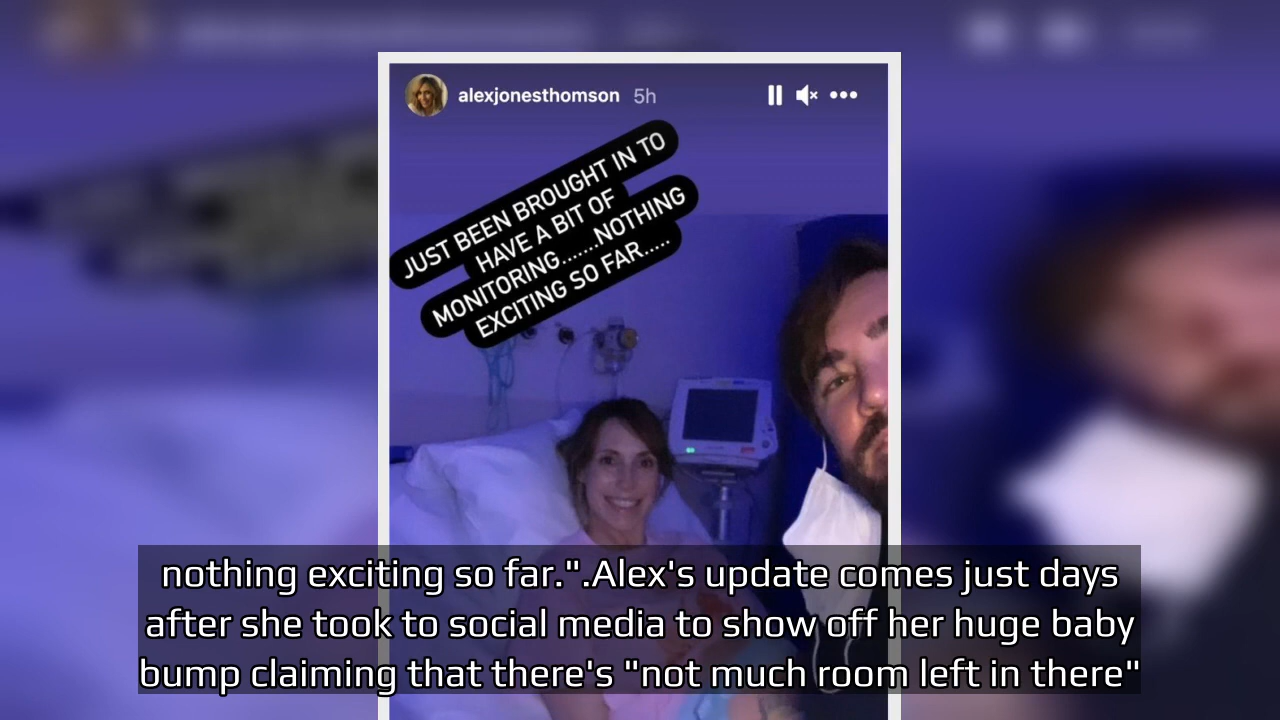 alexjonesthomson 5h
JUST BEEN BROUGHT IN TO
HAVE A BIT OF
MONITORING.......NOTHING
EXCITING SO FAR.....
nothing exciting so far.".Alex's update comes just days
after she took to social media to show off her huge baby
bump claiming that there's "not much room left in there"